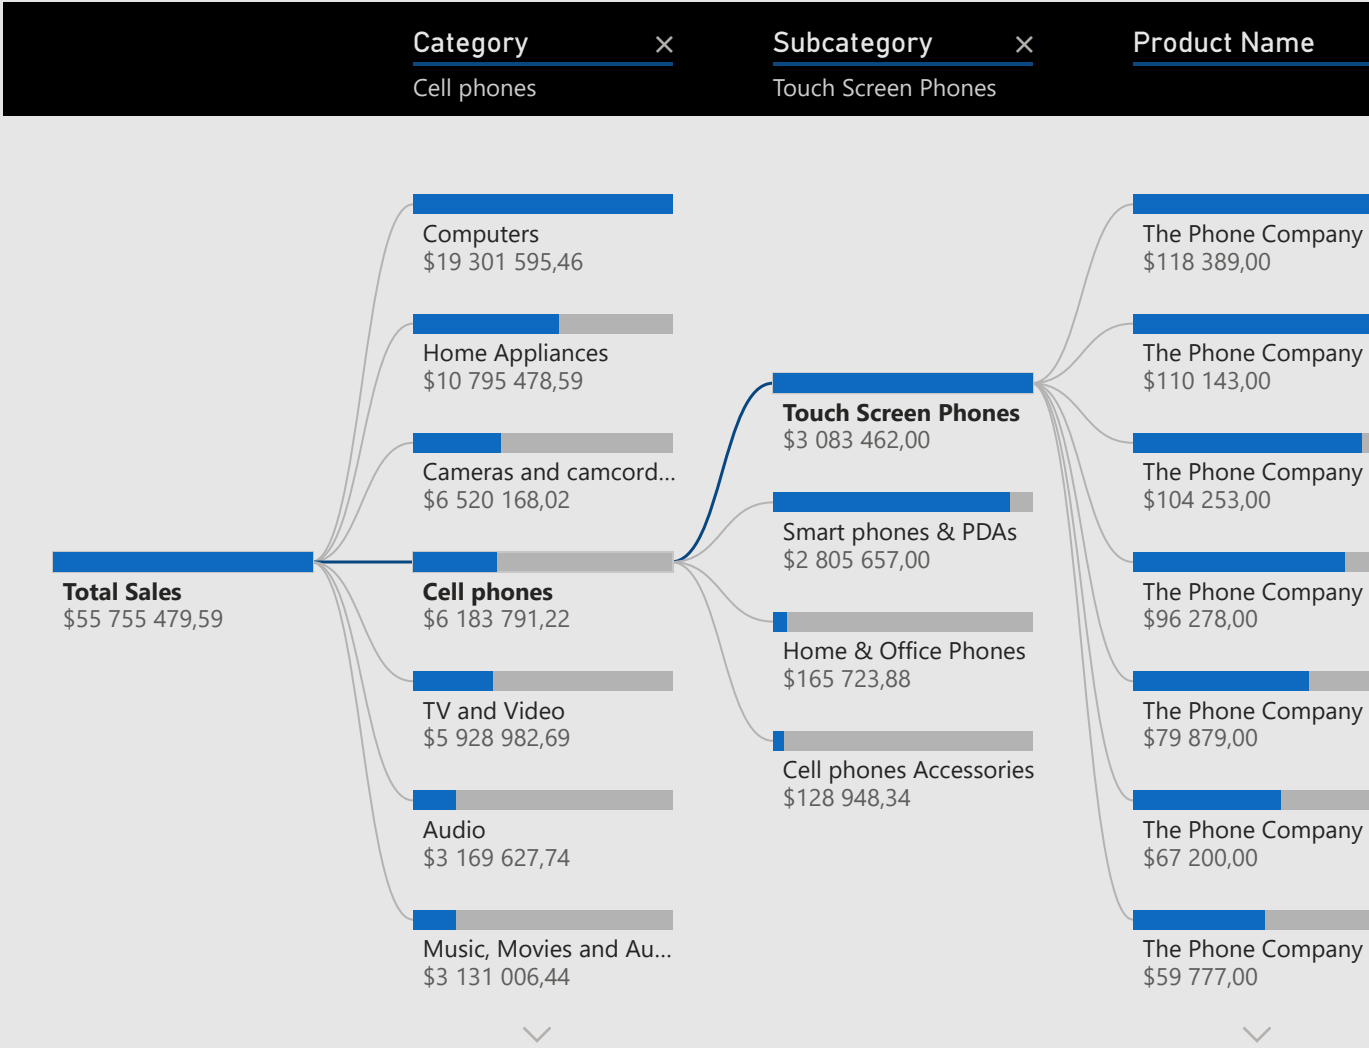 Category
Subcategory
Product Name
Cell phones
Touch Screen Phones
Total Sales
$55 755 479,59
Computers
$19 301 595,46
Home Appliances
$10 795 478,59
Cameras and camcord...
$6 520 168,02
Cell phones
$6 183 791,22
TV and Video
$5 928 982,69
Audio
$3 169 627,74
Music, Movies and Au...
$3 131 006,44
Touch Screen Phones
$3 083 462,00
Smart phones & PDAs
$2 805 657,00
Home & Office Phones
$165 723,88
Cell phones Accessories
$128 948,34
The Phone Company
$118 389,00
The Phone Company
$110 143,00
The Phone Company
$104 253,00
The Phone Company
$96 278,00
The Phone Company
$79 879,00
The Phone Company
$67 200,00
The Phone Company
$59 777,00